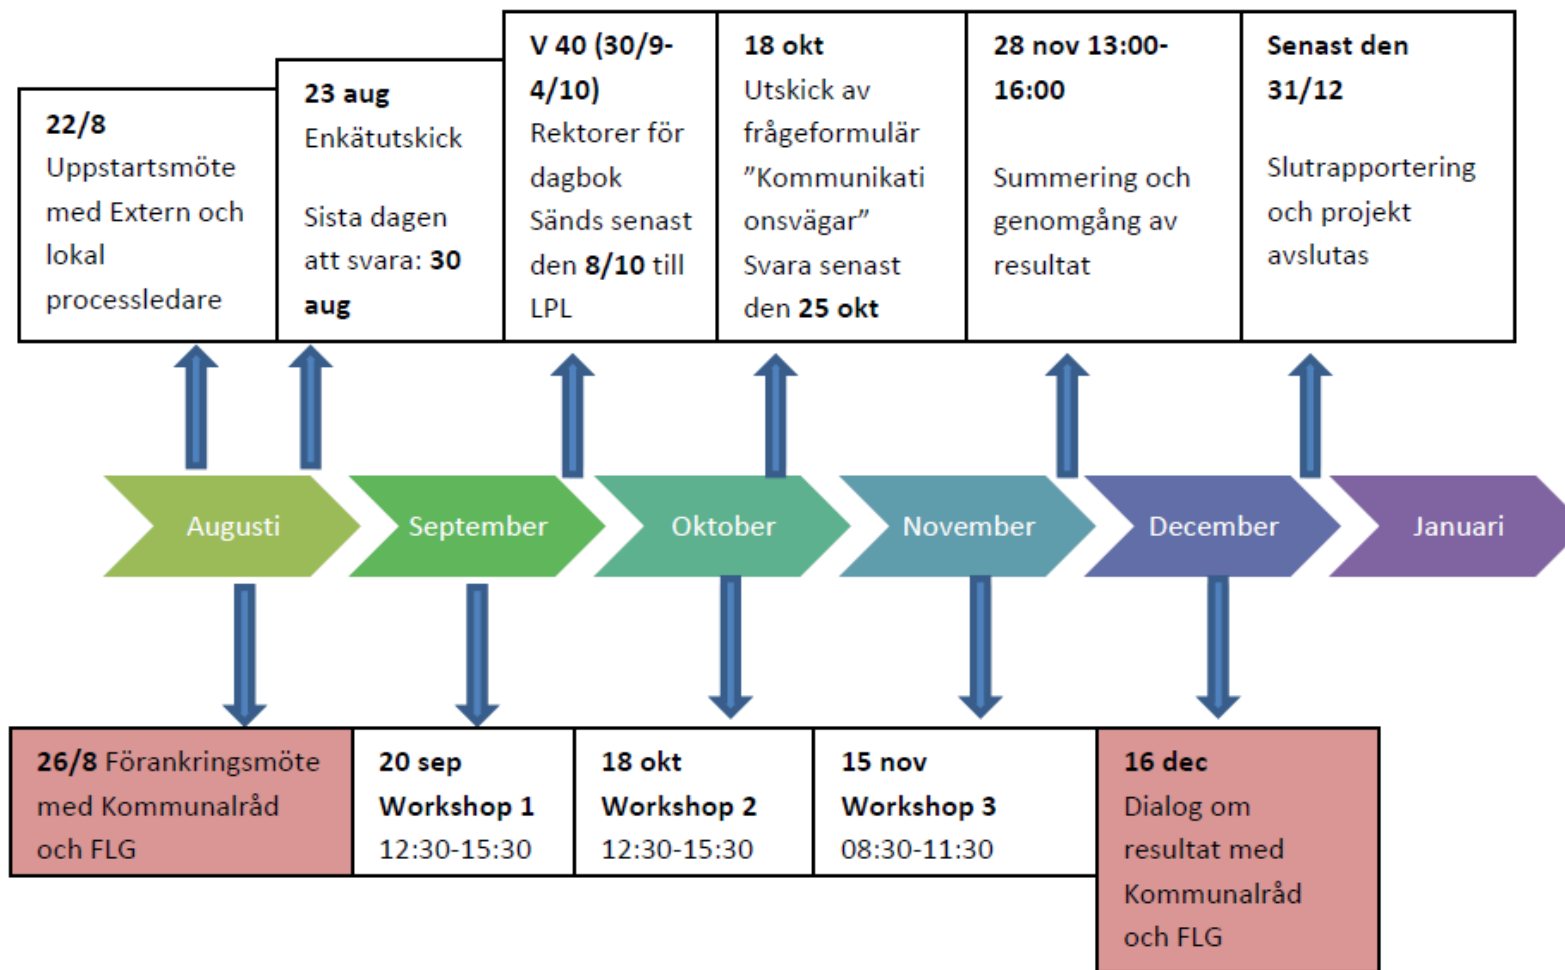 22/8
Uppstartsmöte
med Extern och
lokal
processledare
23 aug
Enkätutskick
Sista dagen
att svara: 30
aug
V 40 (30/9-
4/10)
Rektorer för
dagbok
Sänds senast
den 8/10 till
LPL
18 okt
Utskick av
frågeformulär
”Kommunikati
onsvägar”
Svara senast
den 25 okt
28 nov 13:00-
16:00
Summering och
genomgång av
resultat
Senast den
31/12
Slutrapportering
och projekt
avslutas
Augusti
September
Oktober
November
December
Januari
26/8 Förankringsmöte
med Kommunalråd
och FLG
20 sep
Workshop 1
12:30-15:30
18 okt
Workshop 2
12:30-15:30
15 nov
Workshop 3
08:30-11:30
16 dec
Dialog om
resultat med
Kommunalråd
och FLG